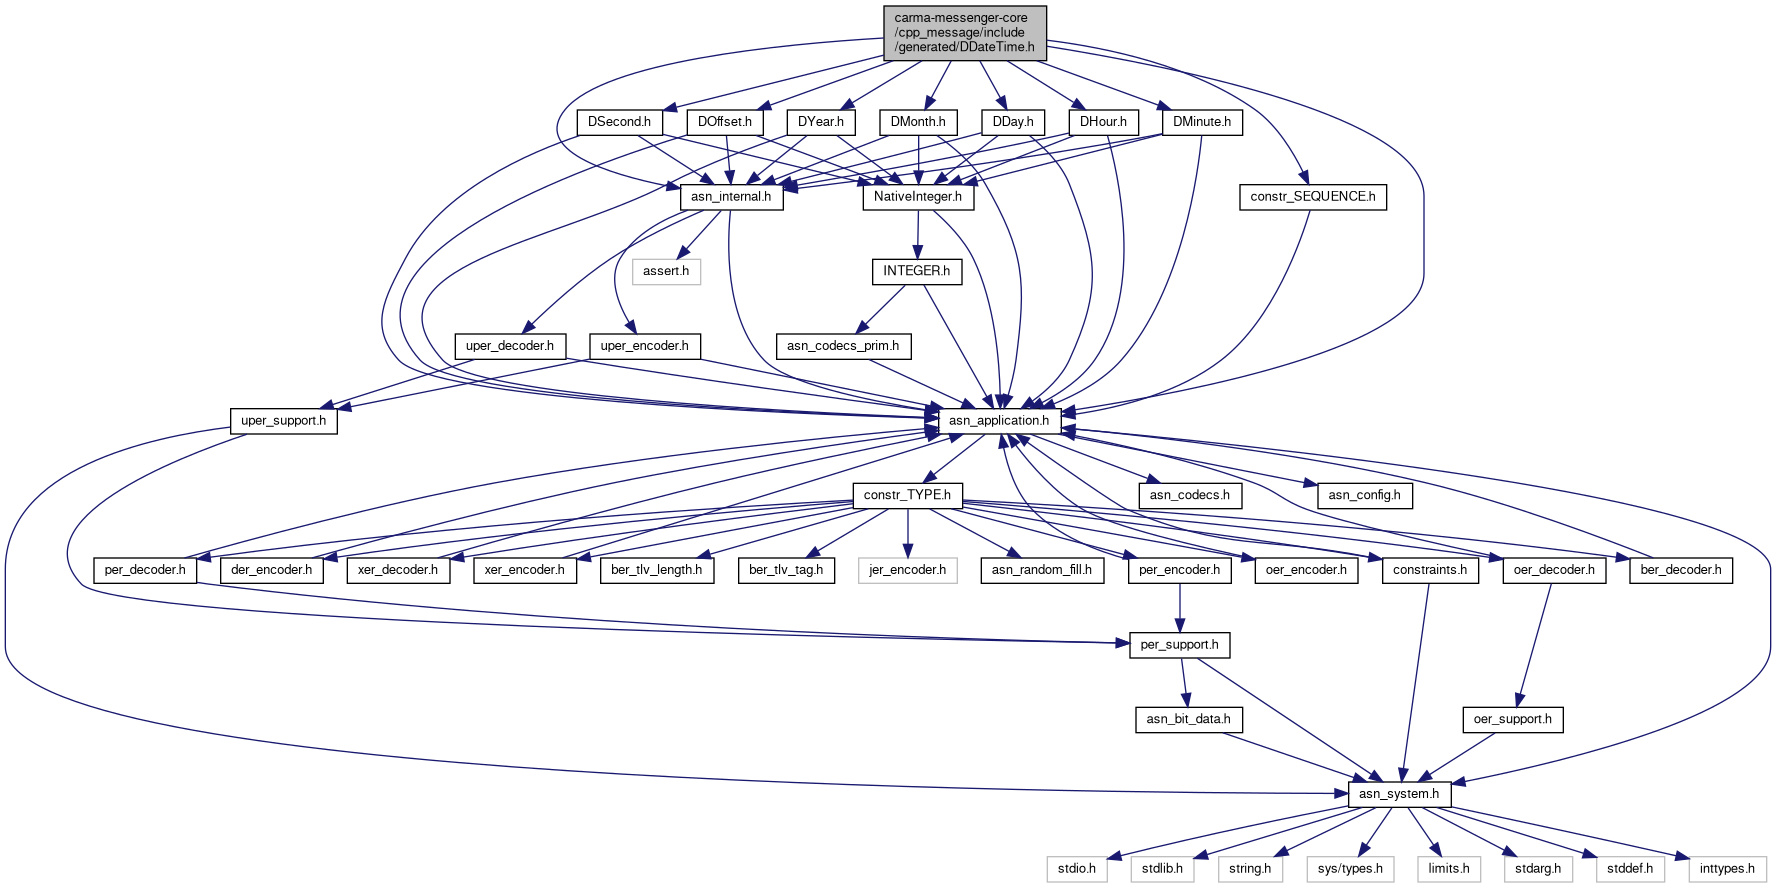 carma-messenger-core
/cpp_message/include
/generated/DDateTime.h
DSecond.h
DOffset.h
DYear.h
DMonth.h
DDay.h
DHour.h
DMinute.h
asn_internal.h
NativeInteger.h
constr_SEQUENCE.h
assert.h
INTEGER.h
uper_decoder.h
uper_encoder.h
asn_codecs_prim.h
uper_support.h
asn_application.h
constr_TYPE.h
asn_codecs.h
asn_config.h
per_decoder.h
der_encoder.h
xer_decoder.h
xer_encoder.h
ber_tlv_length.h
ber_tlv_tag.h
jer_encoder.h
asn_random_fill.h
per_encoder.h
oer_encoder.h
constraints.h
oer_decoder.h
ber_decoder.h
per_support.h
asn_bit_data.h
oer_support.h
asn_system.h
stdio.h
stdlib.h
string.h
sys/types.h
limits.h
stdarg.h
stddef.h
inttypes.h